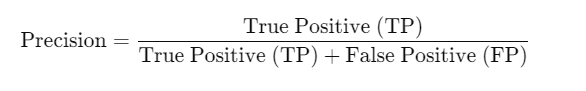 Precision = True Positive (TP) / True Positive (TP) + False Positive (FP)